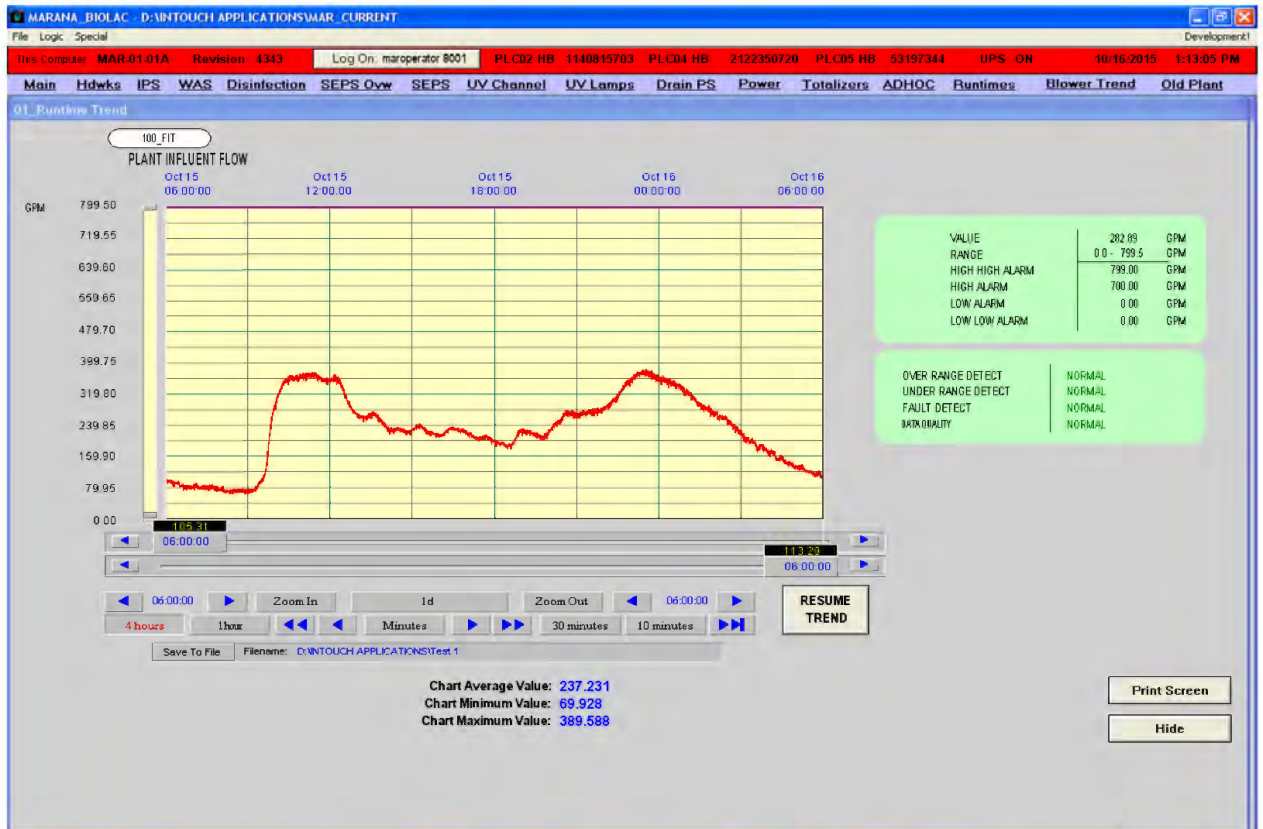 MARANA_BIOLAC - D:\INTOUCH APPLICATIONS\MAR_CURRENT
File Logic Special Development!
This Computer MAR-01-01A Revision 4343 Log On: maroperator 8001 PLC02 HB 1140815703 PLC04 HB 2122350720 PLC05 HB 53197344 UPS ON 10/16/2015 1:13:05 PM
Main Hdwks IPS WAS Disinfection SEPS Ovw SEPS UV Channel UV Lamps Drain PS Power Totalizers ADHOC Runtimes Blower Trend Old Plant
01_Runtime Trend
100_FIT
PLANT INFLUENT FLOW
Oct 15 Oct 15 Oct 15 Oct 16 Oct 16
06:00:00 12:00:00 18:00:00 00:00:00 06:00:00
GPM
799.50
719.55
639.60
559.65
479.70
399.75
319.80
239.85
159.90
79.95
0.00
VALUE 282.89 GPM
RANGE 0.0 - 799.5 GPM
HIGH HIGH ALARM 799.00 GPM
HIGH ALARM 700.00 GPM
LOW ALARM 0.00 GPM
LOW LOW ALARM 0.00 GPM
OVER RANGE DETECT NORMAL
UNDER RANGE DETECT NORMAL
FAULT DETECT NORMAL
DATA QUALITY NORMAL
105.31
06:00:00
113.29
06:00:00
06:00:00 Zoom In 1d Zoom Out 06:00:00
4 hours 1 hour Minutes 30 minutes 10 minutes
RESUME
TREND
Save To File Filename: D:\INTOUCH APPLICATIONS\Test 1
Chart Average Value: 237.231
Chart Minimum Value: 69.928
Chart Maximum Value: 389.588
Print Screen
Hide